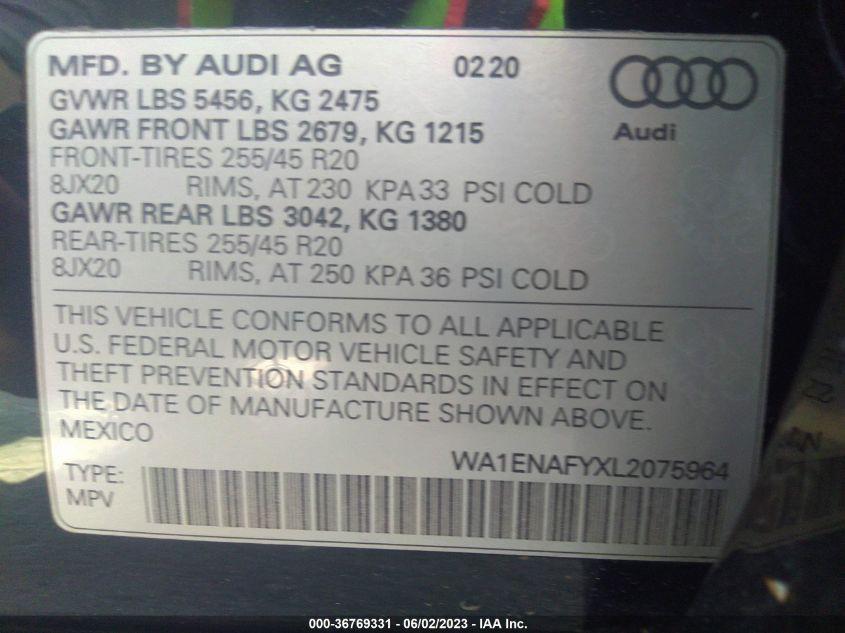 MFD. BY AUDI AG 0220
GVWR LBS 5456, KG 2475
GAWR FRONT LBS 2679, KG 1215
Audi
FRONT-TIRES 255/45 R20
8JX20 RIMS, AT 230 KPA 33 PSI COLD
GAWR REAR LBS 3042, KG 1380
REAR-TIRES 255/45 R20
8JX20 RIMS, AT 250 KPA 36 PSI COLD
THIS VEHICLE CONFORMS TO ALL APPLICABLE
U.S. FEDERAL MOTOR VEHICLE SAFETY AND
THEFT PREVENTION STANDARDS IN EFFECT ON
THE DATE OF MANUFACTURE SHOWN ABOVE.
MEXICO
WA1ENAFYXL2075964
TYPE:
MPV
000-36769331 - 06/02/2023 - IAA Inc.